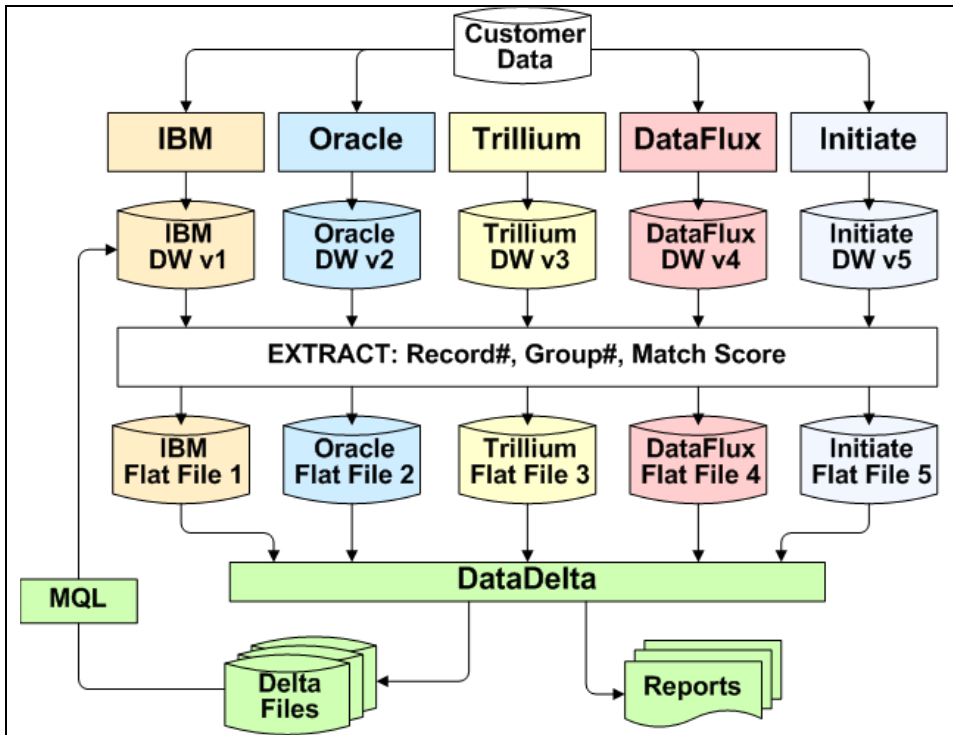 Customer
Data
IBM
Oracle
Trillium
DataFlux
Initiate
IBM
DW v1
Oracle
DW v2
Trillium
DW v3
DataFlux
DW v4
Initiate
DW v5
EXTRACT: Record#, Group#, Match Score
IBM
Flat File 1
Oracle
Flat File 2
Trillium
Flat File 3
DataFlux
Flat File 4
Initiate
Flat File 5
DataDelta
MQL
Delta
Files
Reports